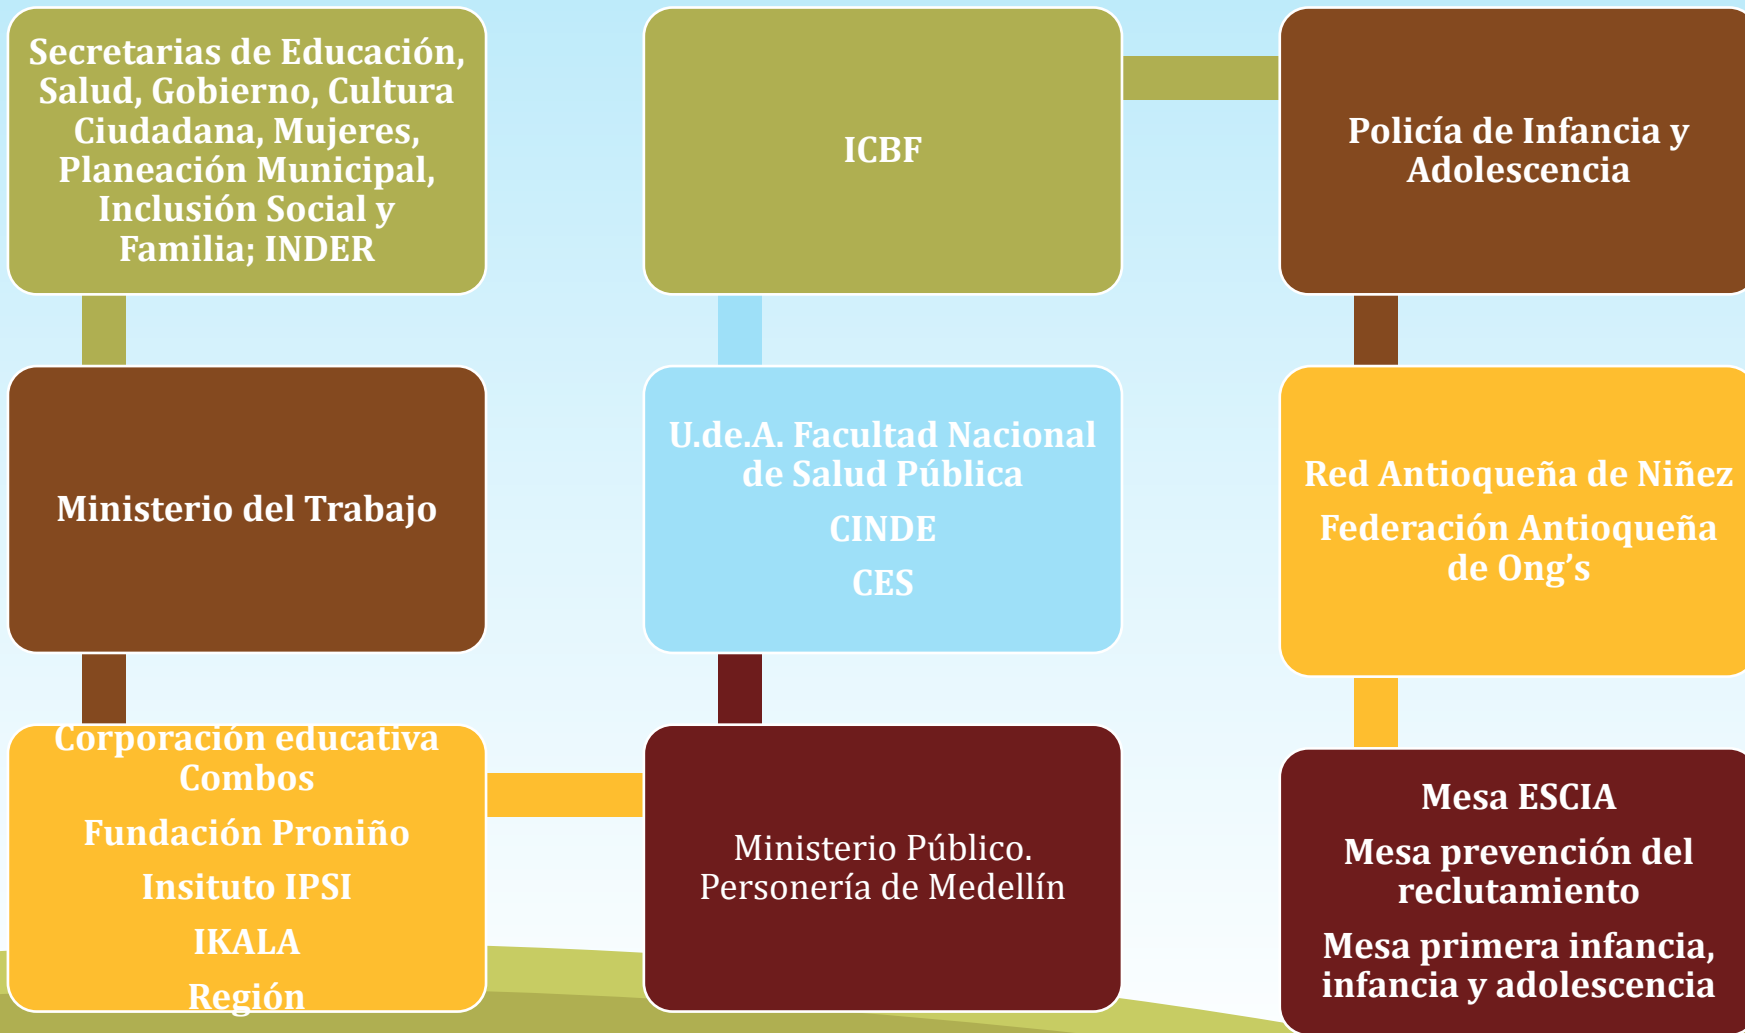 Secretarias de Educación,
Salud, Gobierno, Cultura
Ciudadana, Mujeres,
Planeación Municipal,
Inclusión Social y
Familia; INDER
Ministerio del Trabajo
Corporación educativa
Combos
Fundación Proniño
Insituto IPSI
IKALA
Región
Ministerio Público.
Personería de Medellín
U.de.A. Facultad Nacional
de Salud Pública
CINDE
CES
ICBF
Policía de Infancia y
Adolescencia
Red Antioqueña de Niñez
Federación Antioqueña
de Ong’s
Mesa ESCIA
Mesa prevención del
reclutamiento
Mesa primera infancia,
infancia y adolescencia